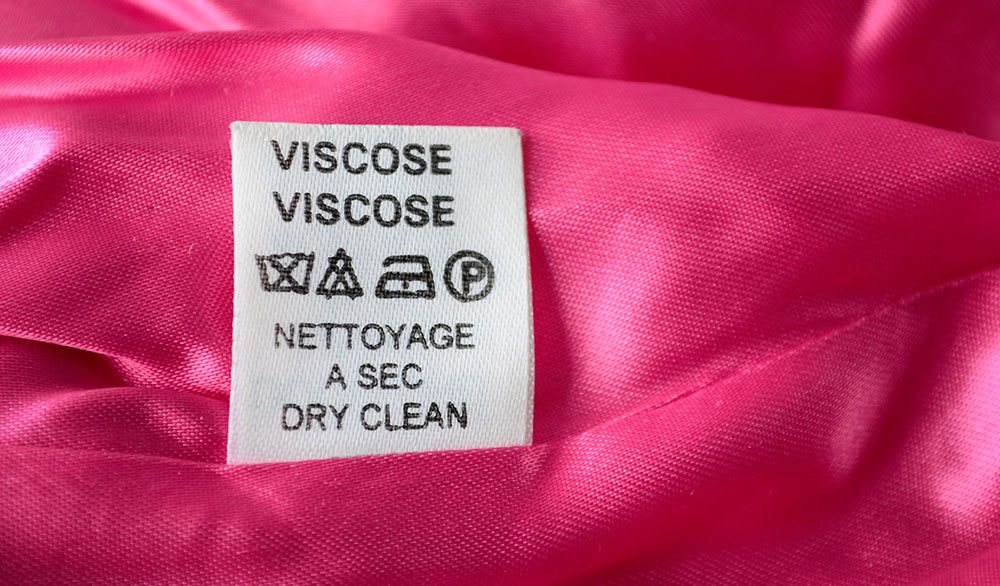 VISCOSE
VISCOSE
P
NETTOYAGE
A SEC
DRY CLEAN